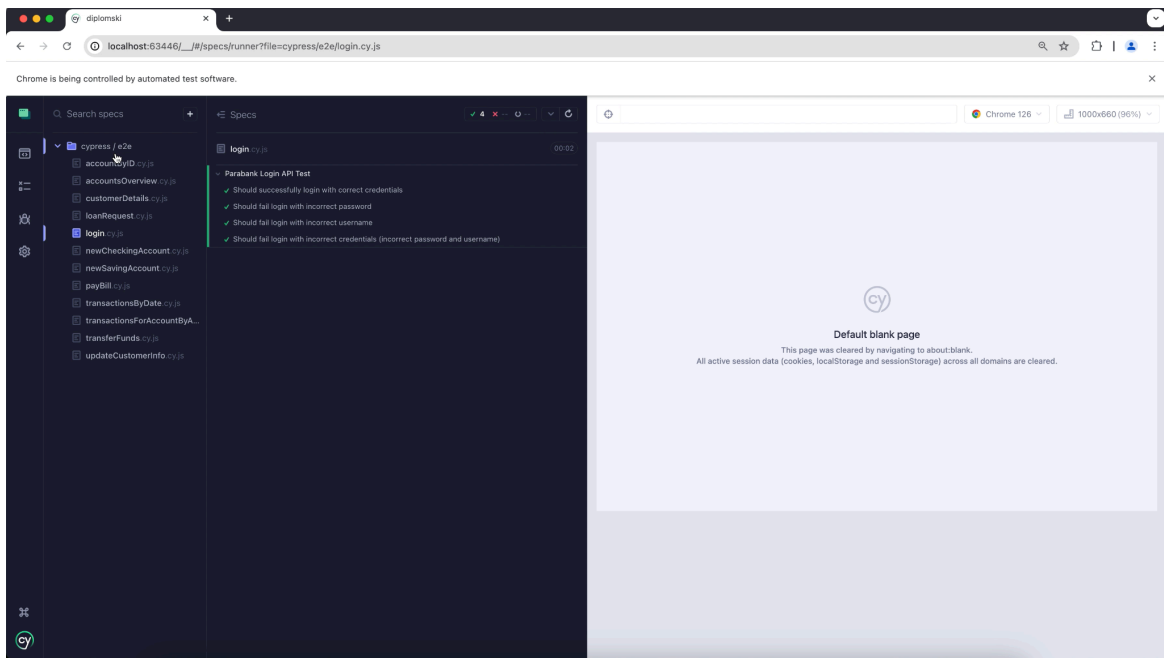 cy diplomski
localhost:63446/__/#/specs/runner?file=cypress/e2e/login.cy.js
Chrome is being controlled by automated test software.
Search specs
cypress / e2e
accountByID.cy.js
accountsOverview.cy.js
customerDetails.cy.js
loanRequest.cy.js
login.cy.js
newCheckingAccount.cy.js
newSavingAccount.cy.js
payBill.cy.js
transactionsByDate.cy.js
transactionsForAccountByA...
transferFunds.cy.js
updateCustomerInfo.cy.js
cy
Specs
4 -- --
login.cy.js 00:02
Parabank Login API Test
Should successfully login with correct credentials
Should fail login with incorrect password
Should fail login with incorrect username
Should fail login with incorrect credentials (incorrect password and username)
Chrome 126
1000x660 (96%)
cy
Default blank page
This page was cleared by navigating to about:blank.
All active session data (cookies, localStorage and sessionStorage) across all domains are cleared.